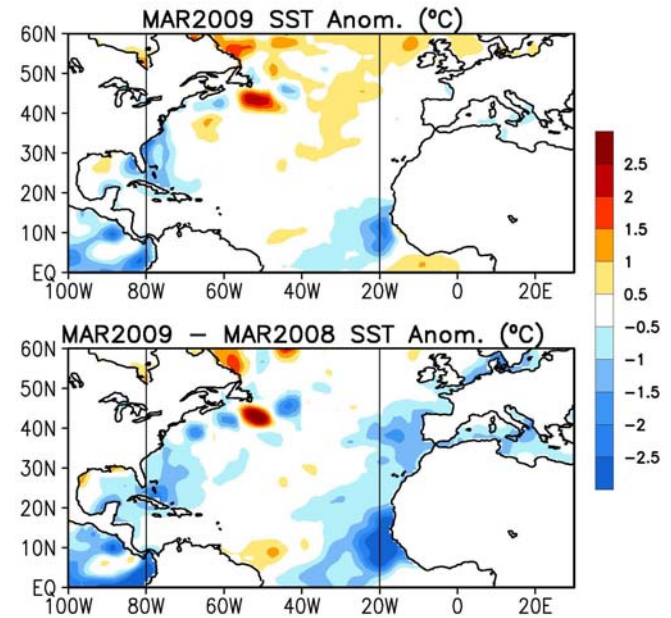 MAR2009 SST Anom. (ºC)
60N
50N
40N
30N
20N
10N
EQ
100W 80W 60W 40W 20W 0 20E
MAR2009 – MAR2008 SST Anom. (ºC)
60N
50N
40N
30N
20N
10N
EQ
100W 80W 60W 40W 20W 0 20E
2.5
2
1.5
1
0.5
-0.5
-1
-1.5
-2
-2.5